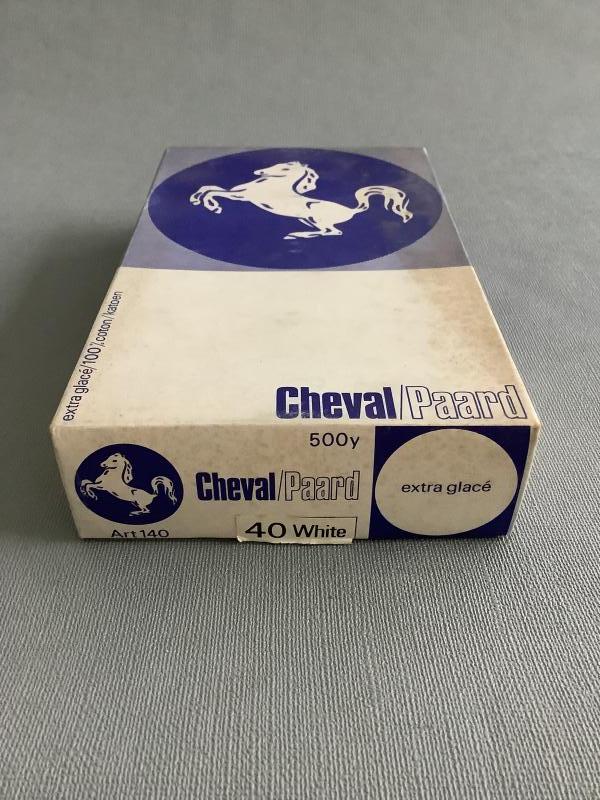 extra glacé/100% coton/katoen
Cheval/Paard
500y
Cheval/Paard
extra glacé
Art 140
40 White